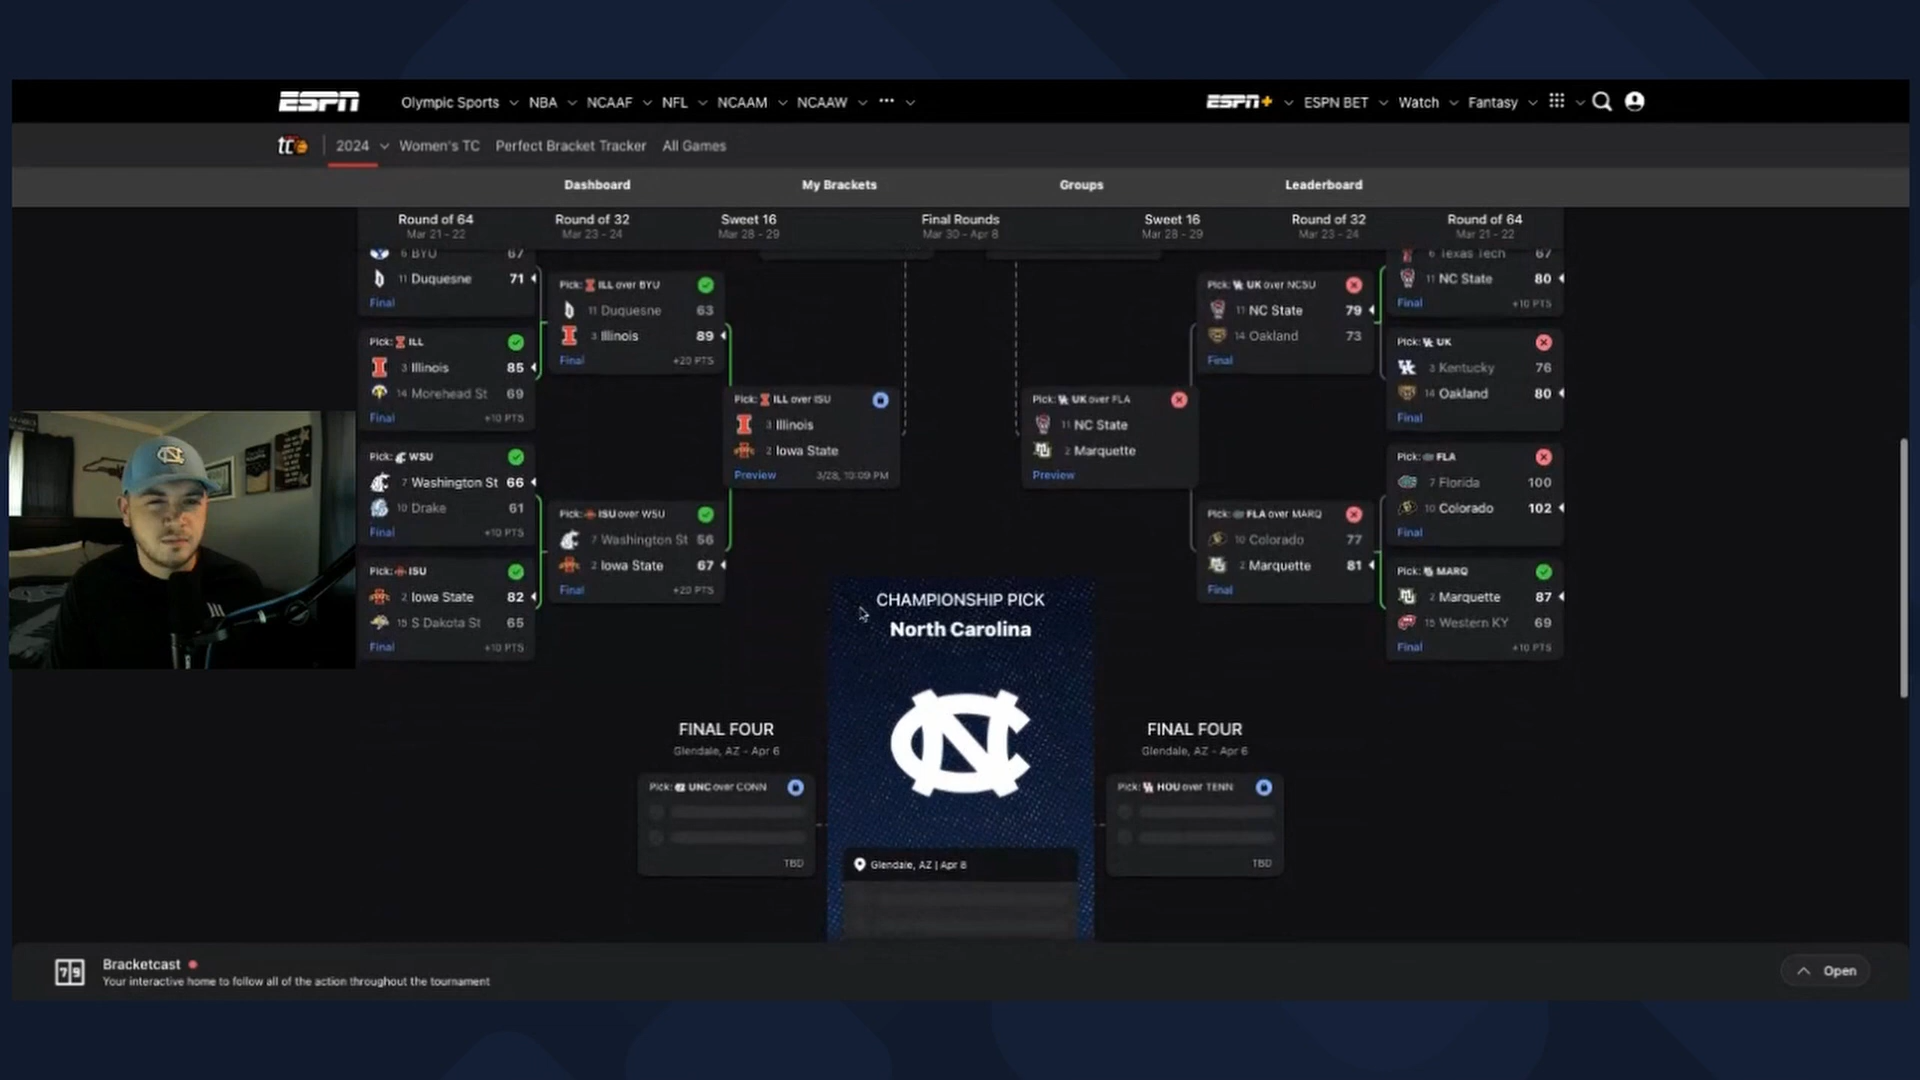 ESPN Olympic Sports NBA NCAAF NFL NCAAM NCAAW ••• ESPN+ ESPN BET Watch Fantasy
tc 2024 Women's TC Perfect Bracket Tracker All Games
Dashboard My Brackets Groups Leaderboard
Round of 64 Round of 32 Sweet 16 Final Rounds Sweet 16 Round of 32 Round of 64
Mar 21 - 22 Mar 23 - 24 Mar 28 - 29 Mar 30 - Apr 8 Mar 28 - 29 Mar 23 - 24 Mar 21 - 22
6 BYU 67
11 Duquesne 71
Final
Pick: ILL
3 Illinois 85
14 Morehead St 69
Final +10 PTS
Pick: WSU
7 Washington St 66
10 Drake 61
Final +10 PTS
Pick: ISU
2 Iowa State 82
15 S Dakota St 65
Final +10 PTS
Pick: ILL over BYU
11 Duquesne 63
3 Illinois 89
Final +20 PTS
Pick: ISU over WSU
7 Washington St 56
2 Iowa State 67
Final +20 PTS
Pick: ILL over ISU
3 Illinois
2 Iowa State
Preview 3/28, 10:09 PM
Pick: UK over FLA
11 NC State
2 Marquette
Preview
Pick: UK over NCSU
11 NC State 79
14 Oakland 73
Final
Pick: FLA over MARQ
10 Colorado 77
2 Marquette 81
Final
6 Texas Tech 67
11 NC State 80
Final +10 PTS
Pick: UK
3 Kentucky 76
14 Oakland 80
Final
Pick: FLA
7 Florida 100
10 Colorado 102
Final
Pick: MARQ
2 Marquette 87
15 Western KY 69
Final +10 PTS
CHAMPIONSHIP PICK
North Carolina
NC
Glendale, AZ | Apr 8
FINAL FOUR
Glendale, AZ - Apr 6
Pick: UNC over CONN
TBD
FINAL FOUR
Glendale, AZ - Apr 6
Pick: HOU over TENN
TBD
79 Bracketcast
Your interactive home to follow all of the action throughout the tournament
Open